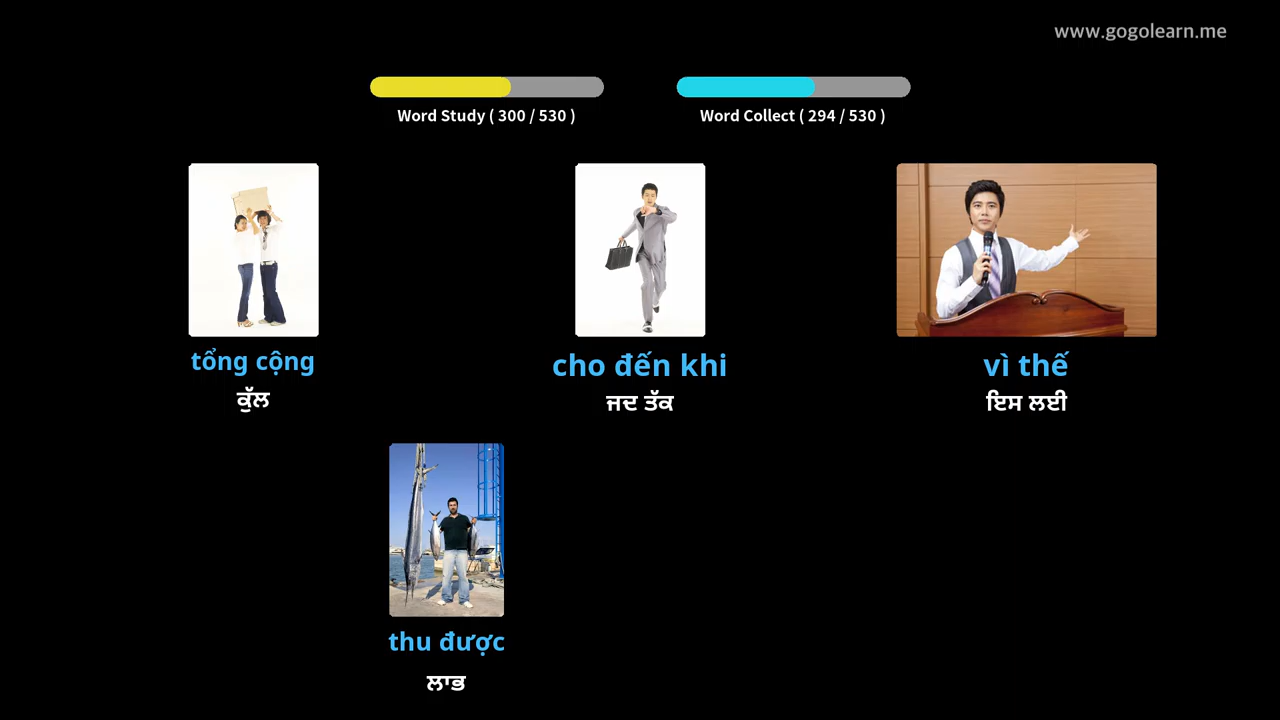 www.gogolearn.me
Word Study ( 300 / 530 )
Word Collect ( 294 / 530 )
tổng cộng
ਕੁੱਲ
cho đến khi
ਜਦ ਤੱਕ
vì thế
ਇਸ ਲਈ
thu được
ਲਾਭ